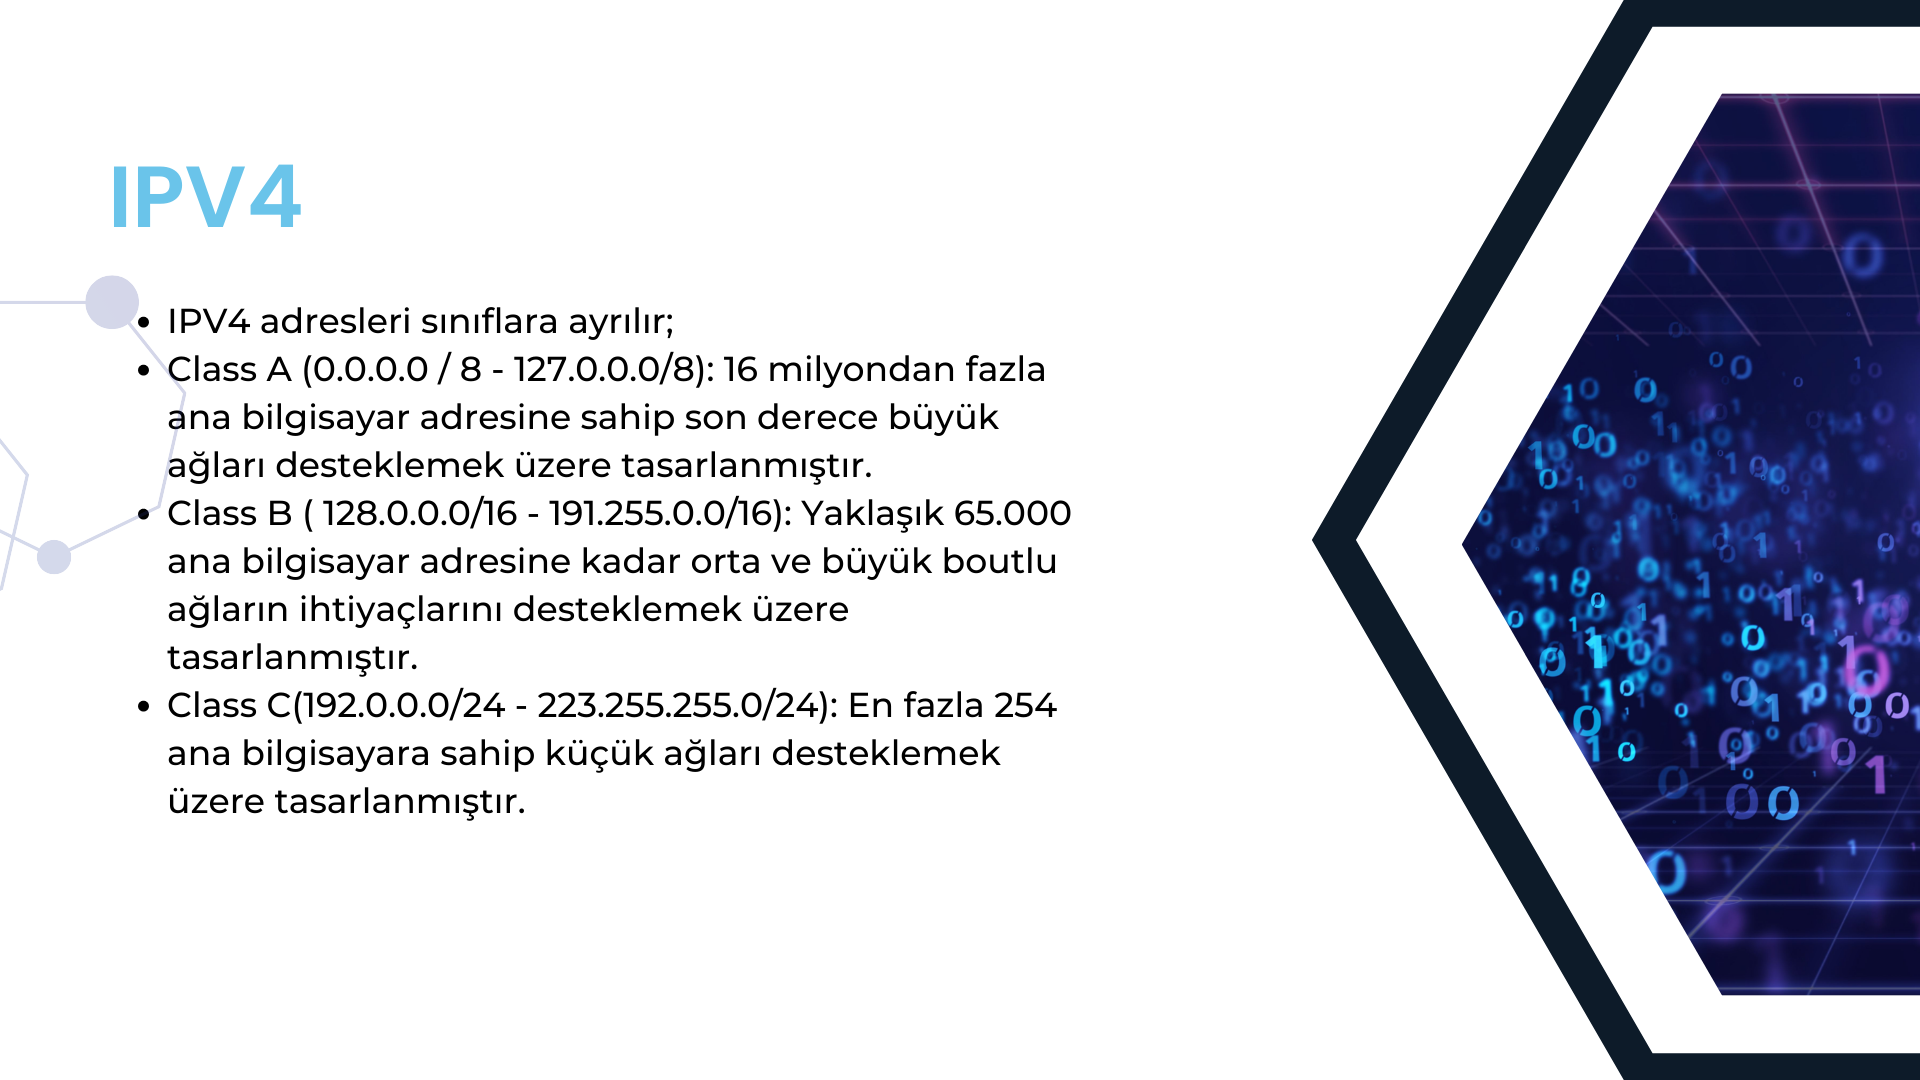 IPV4
• IPV4 adresleri sınıflara ayrılır;
• Class A (0.0.0.0 / 8 - 127.0.0.0/8): 16 milyondan fazla
ana bilgisayar adresine sahip son derece büyük
ağları desteklemek üzere tasarlanmıştır.
• Class B ( 128.0.0.0/16 - 191.255.0.0/16): Yaklaşık 65.000
ana bilgisayar adresine kadar orta ve büyük boutlu
ağların ihtiyaçlarını desteklemek üzere
tasarlanmıştır.
• Class C(192.0.0.0/24 - 223.255.255.0/24): En fazla 254
ana bilgisayara sahip küçük ağları desteklemek
üzere tasarlanmıştır.